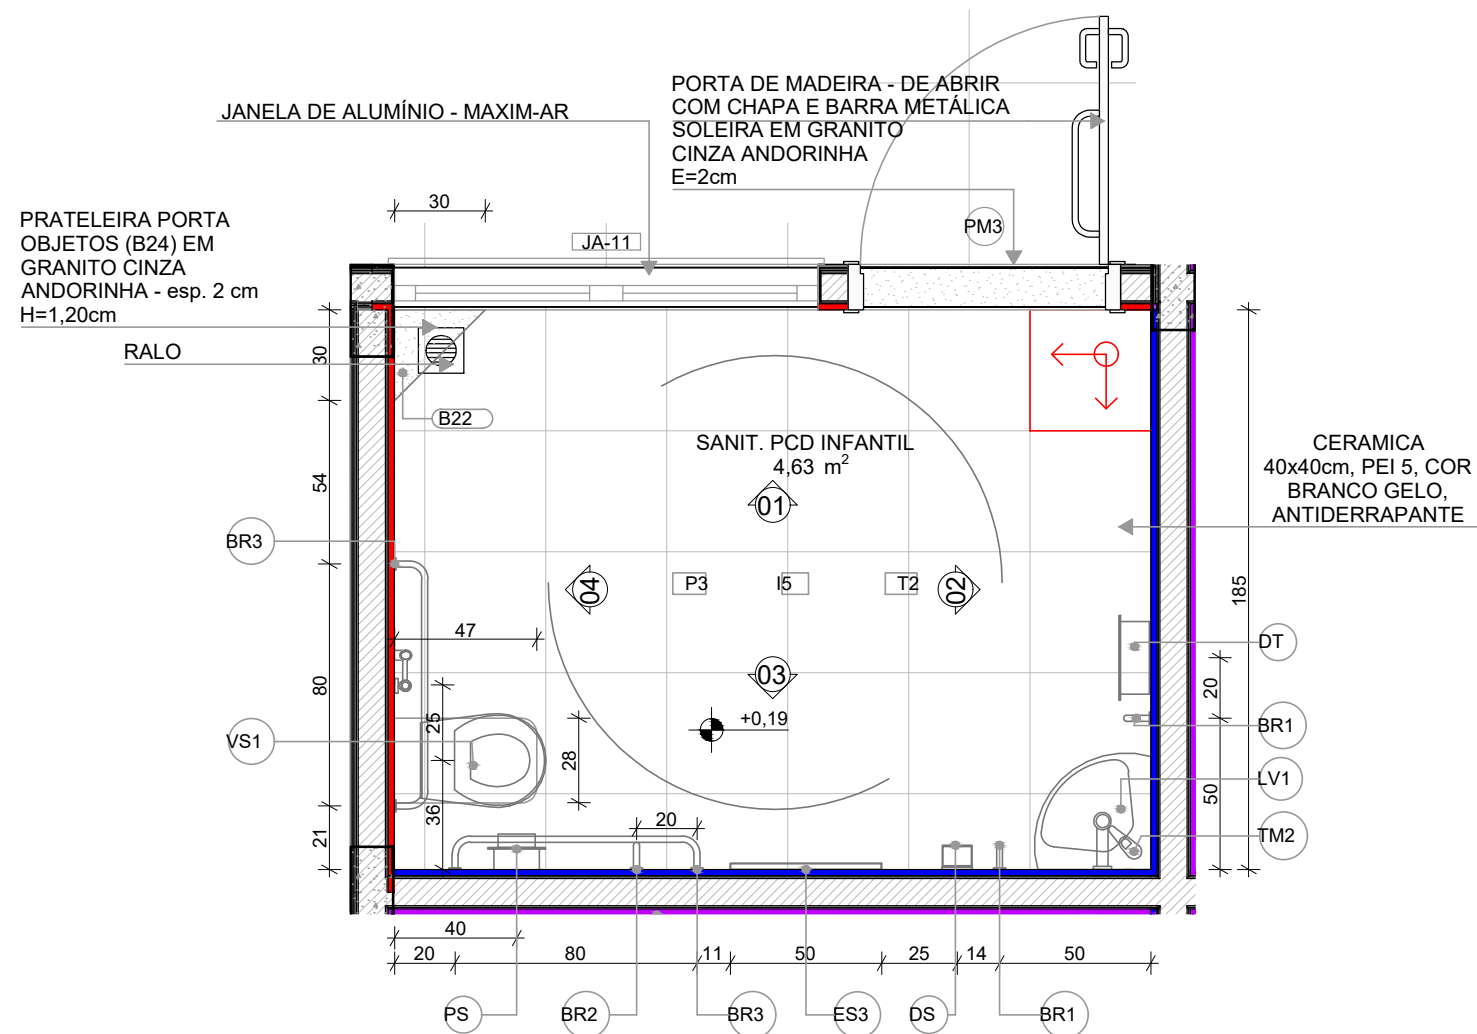 PORTA DE MADEIRA - DE ABRIR
COM CHAPA E BARRA METÁLICA
SOLEIRA EM GRANITO
CINZA ANDORINHA
E=2cm
JANELA DE ALUMÍNIO - MAXIM-AR
PRATELEIRA PORTA
OBJETOS (B24) EM
GRANITO CINZA
ANDORINHA - esp. 2 cm
H=1,20cm
30
JA-11
PM3
RALO
30
B22
SANIT. PCD INFANTIL
4,63 m²
CERAMICA
40x40cm, PEI 5, COR
BRANCO GELO,
ANTIDERRAPANTE
54
01
BR3
04
P3
I5
T2
02
185
47
DT
80
03
20
25
+0,19
BR1
VS1
28
50
LV1
36
20
21
TM2
40
20
80
11
50
25
14
50
PS
BR2
BR3
ES3
DS
BR1